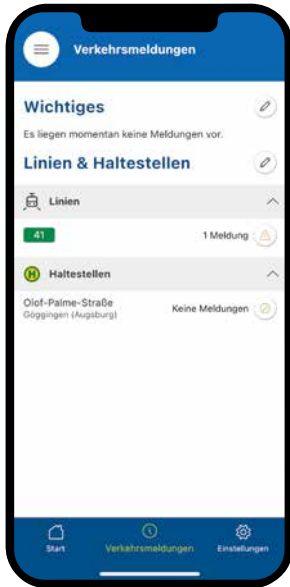 Verkehrsmeldungen
Wichtiges
Es liegen momentan keine Meldungen vor.
Linien & Haltestellen
Linien
41 1 Meldung
H Haltestellen
Olof-Palme-Straße Keine Meldungen
Göggingen (Augsburg)
Start Verkehrsmeldungen Einstellungen